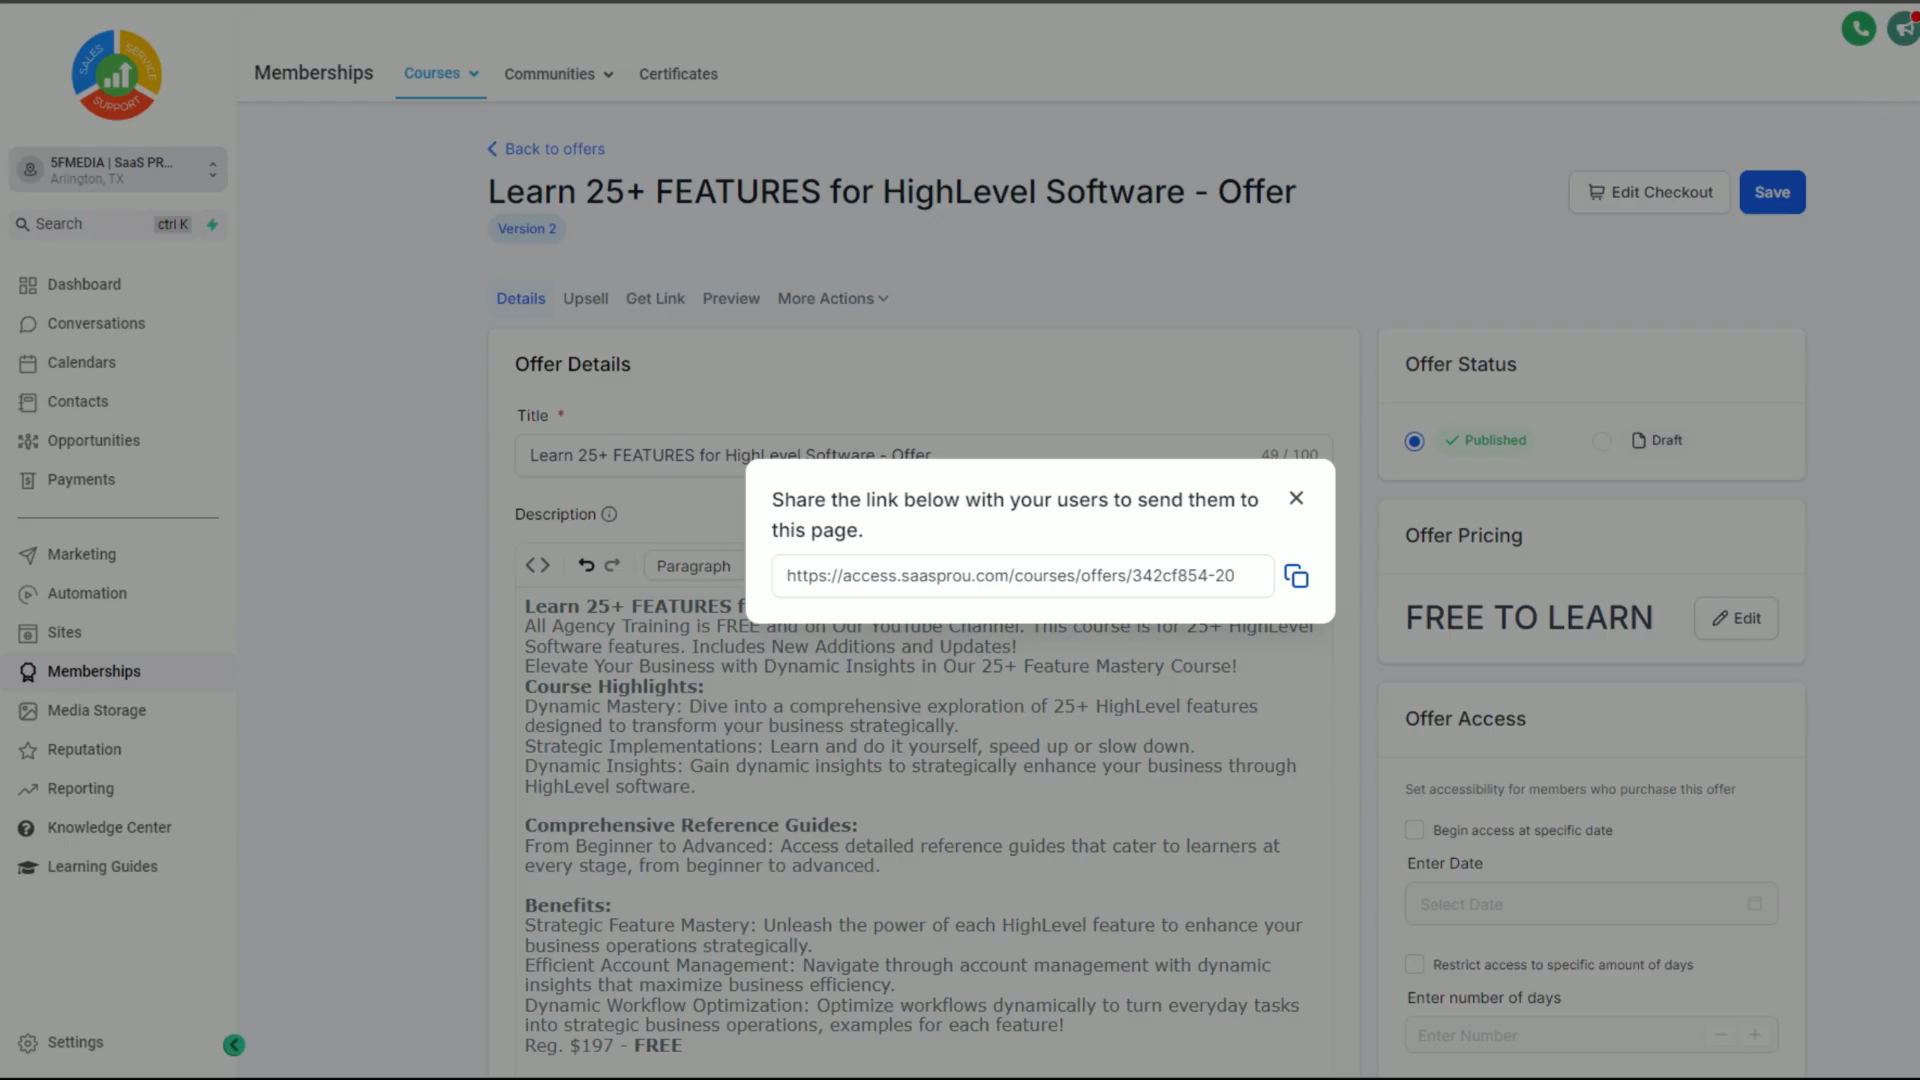 SALES
SERVICE
SUPPORT
Memberships
Courses
Communities
Certificates
5FMEDIA | SaaS PR...
Arlington, TX
Search
ctrl K
Dashboard
Conversations
Calendars
Contacts
Opportunities
Payments
Marketing
Automation
Sites
Memberships
Media Storage
Reputation
Reporting
Knowledge Center
Learning Guides
Settings
Back to offers
Learn 25+ FEATURES for HighLevel Software - Offer
Version 2
Edit Checkout
Save
Details
Upsell
Get Link
Preview
More Actions
Offer Details
Title *
Learn 25+ FEATURES for HighLevel Software - Offer
49 / 100
Description
Paragraph
Share the link below with your users to send them to
this page.
https://access.saasprou.com/courses/offers/342cf854-20
Learn 25+ FEATURES f
All Agency Training is FREE and on Our YouTube Channel. This course is for 25+ HighLevel
Software features. Includes New Additions and Updates!
Elevate Your Business with Dynamic Insights in Our 25+ Feature Mastery Course!
Course Highlights:
Dynamic Mastery: Dive into a comprehensive exploration of 25+ HighLevel features
designed to transform your business strategically.
Strategic Implementations: Learn and do it yourself, speed up or slow down.
Dynamic Insights: Gain dynamic insights to strategically enhance your business through
HighLevel software.
Comprehensive Reference Guides:
From Beginner to Advanced: Access detailed reference guides that cater to learners at
every stage, from beginner to advanced.
Benefits:
Strategic Feature Mastery: Unleash the power of each HighLevel feature to enhance your
business operations strategically.
Efficient Account Management: Navigate through account management with dynamic
insights that maximize business efficiency.
Dynamic Workflow Optimization: Optimize workflows dynamically to turn everyday tasks
into strategic business operations, examples for each feature!
Reg. $197 - FREE
Offer Status
Published
Draft
Offer Pricing
FREE TO LEARN
Edit
Offer Access
Set accessibility for members who purchase this offer
Begin access at specific date
Enter Date
Select Date
Restrict access to specific amount of days
Enter number of days
Enter Number